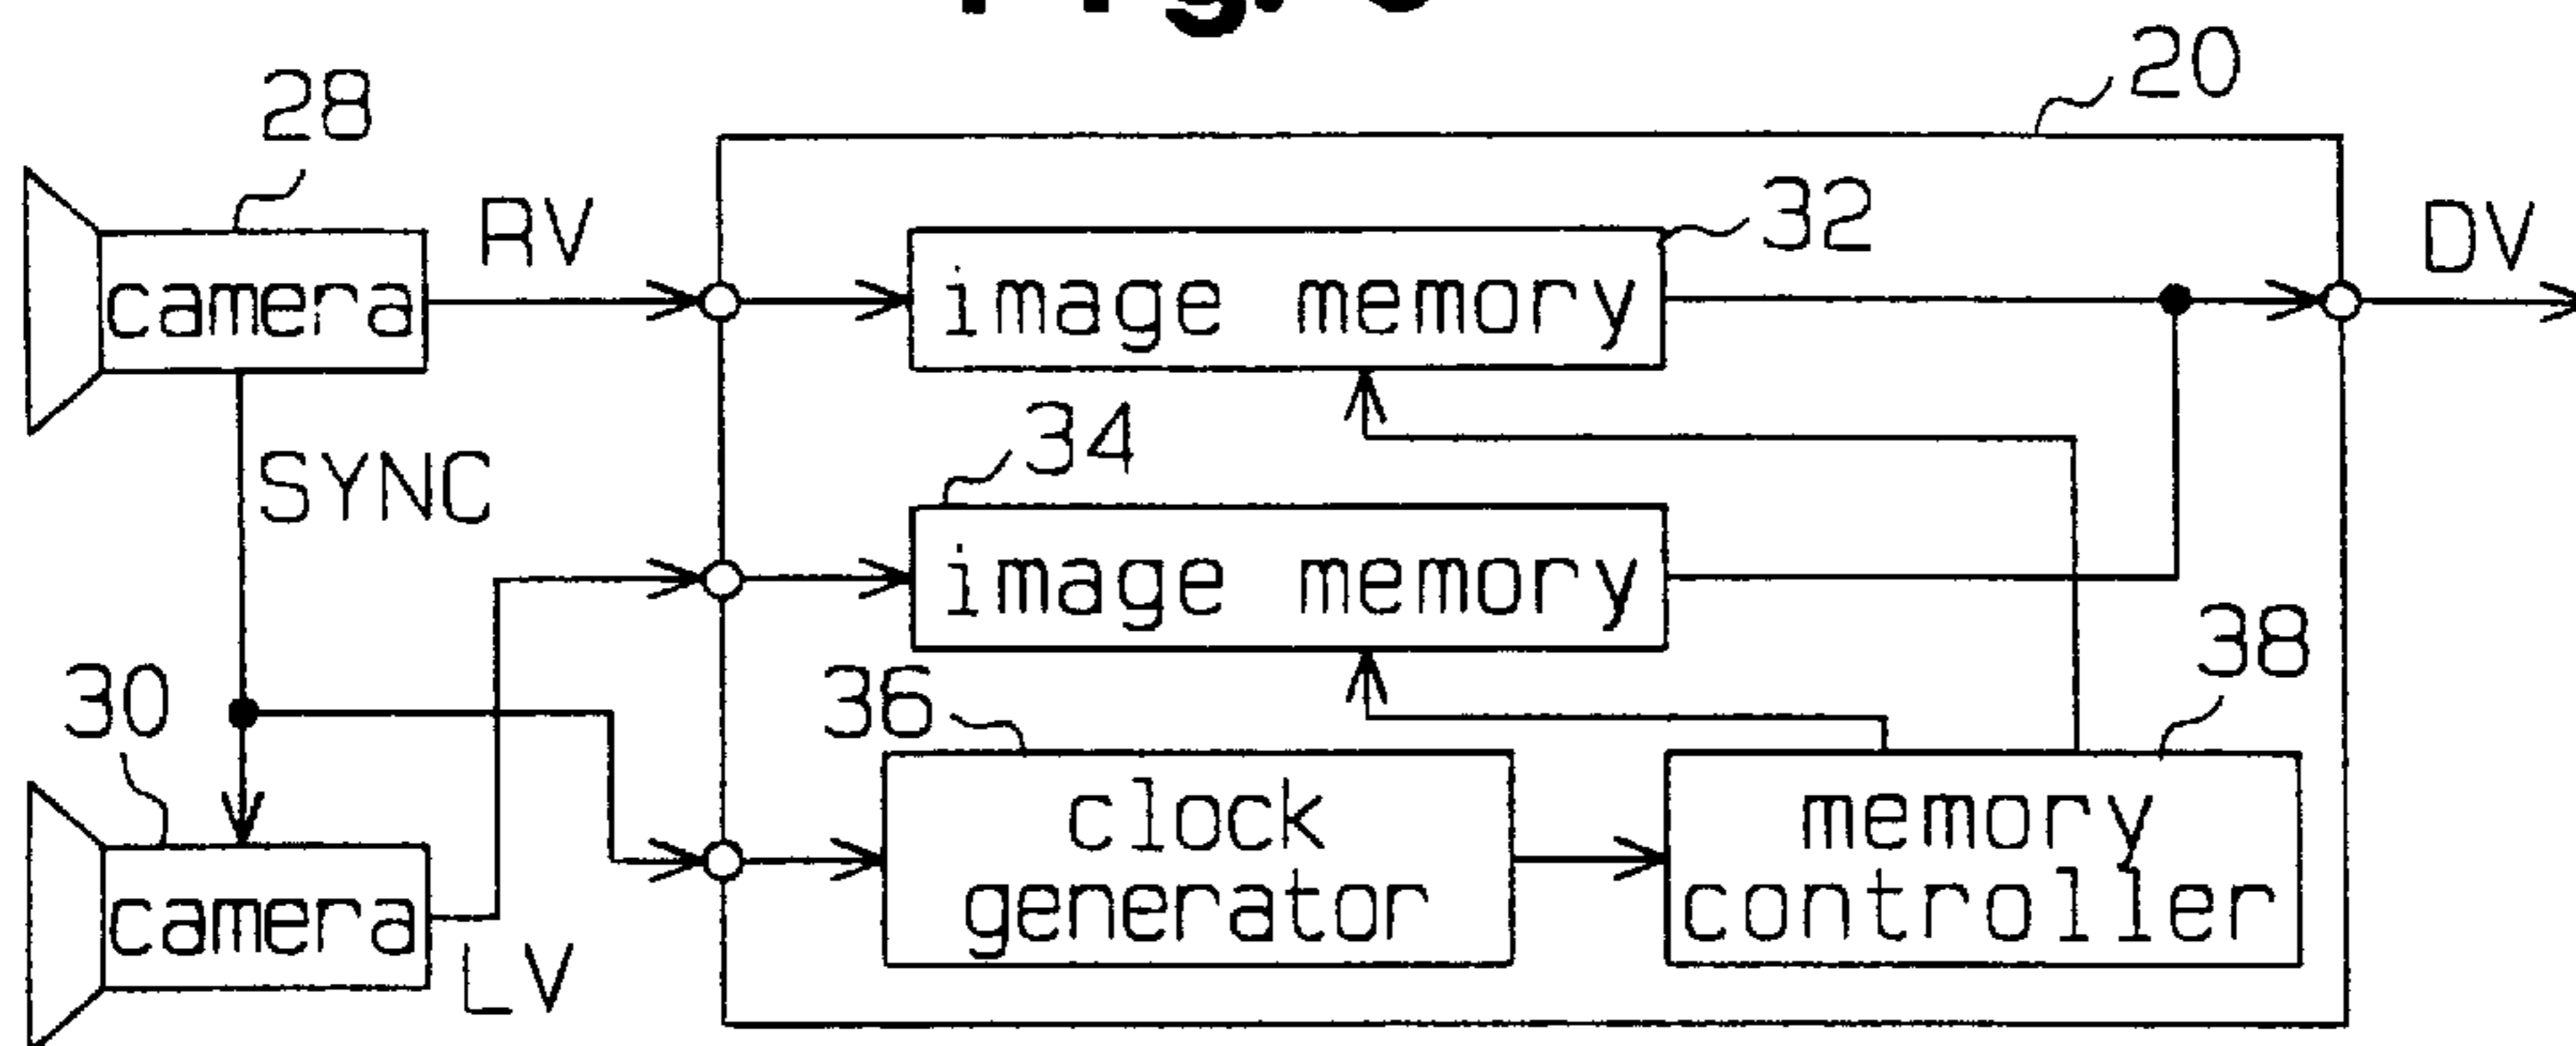 20
28
RV
32
DV
camera
image memory
SYNC
34
image memory
30
36
38
clock
generator
memory
controller
camera
LV